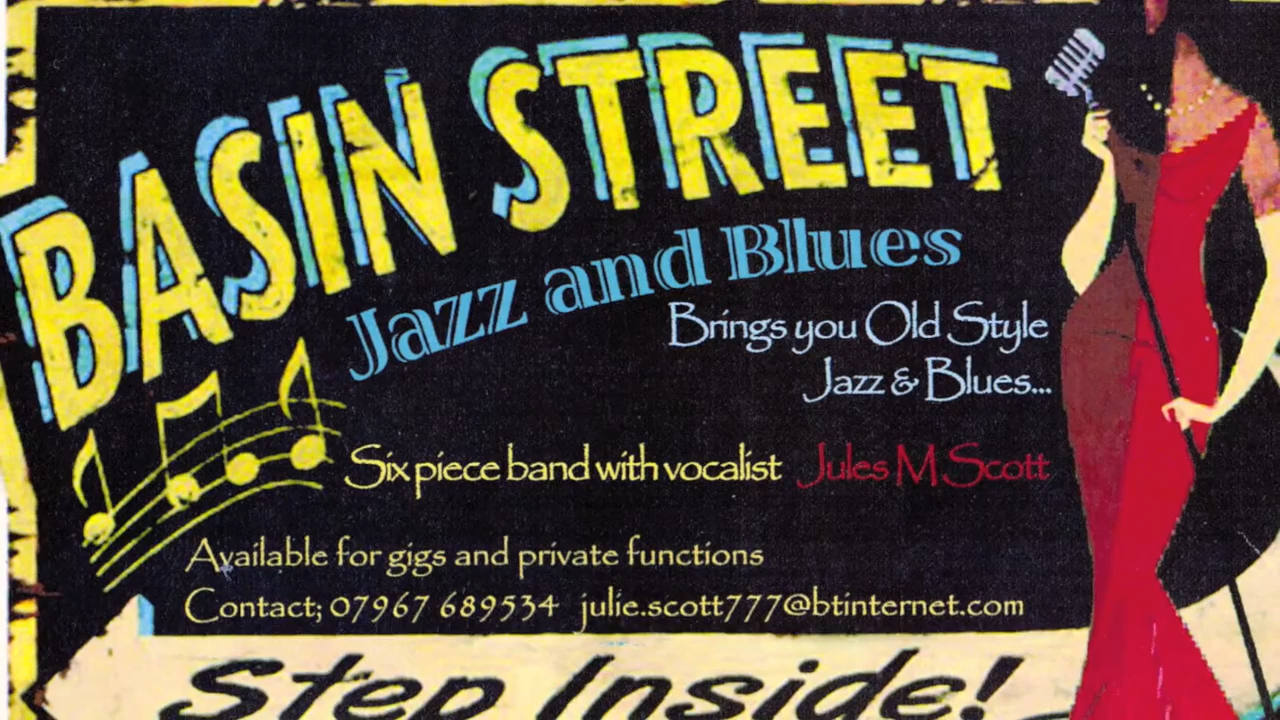 BASIN STREET
Jazz and Blues
Brings you Old Style
Jazz & Blues...
Six piece band with vocalist Jules M Scott
Available for gigs and private functions
Contact; 07967 689534 julie.scott777@btinternet.com
Step Inside!